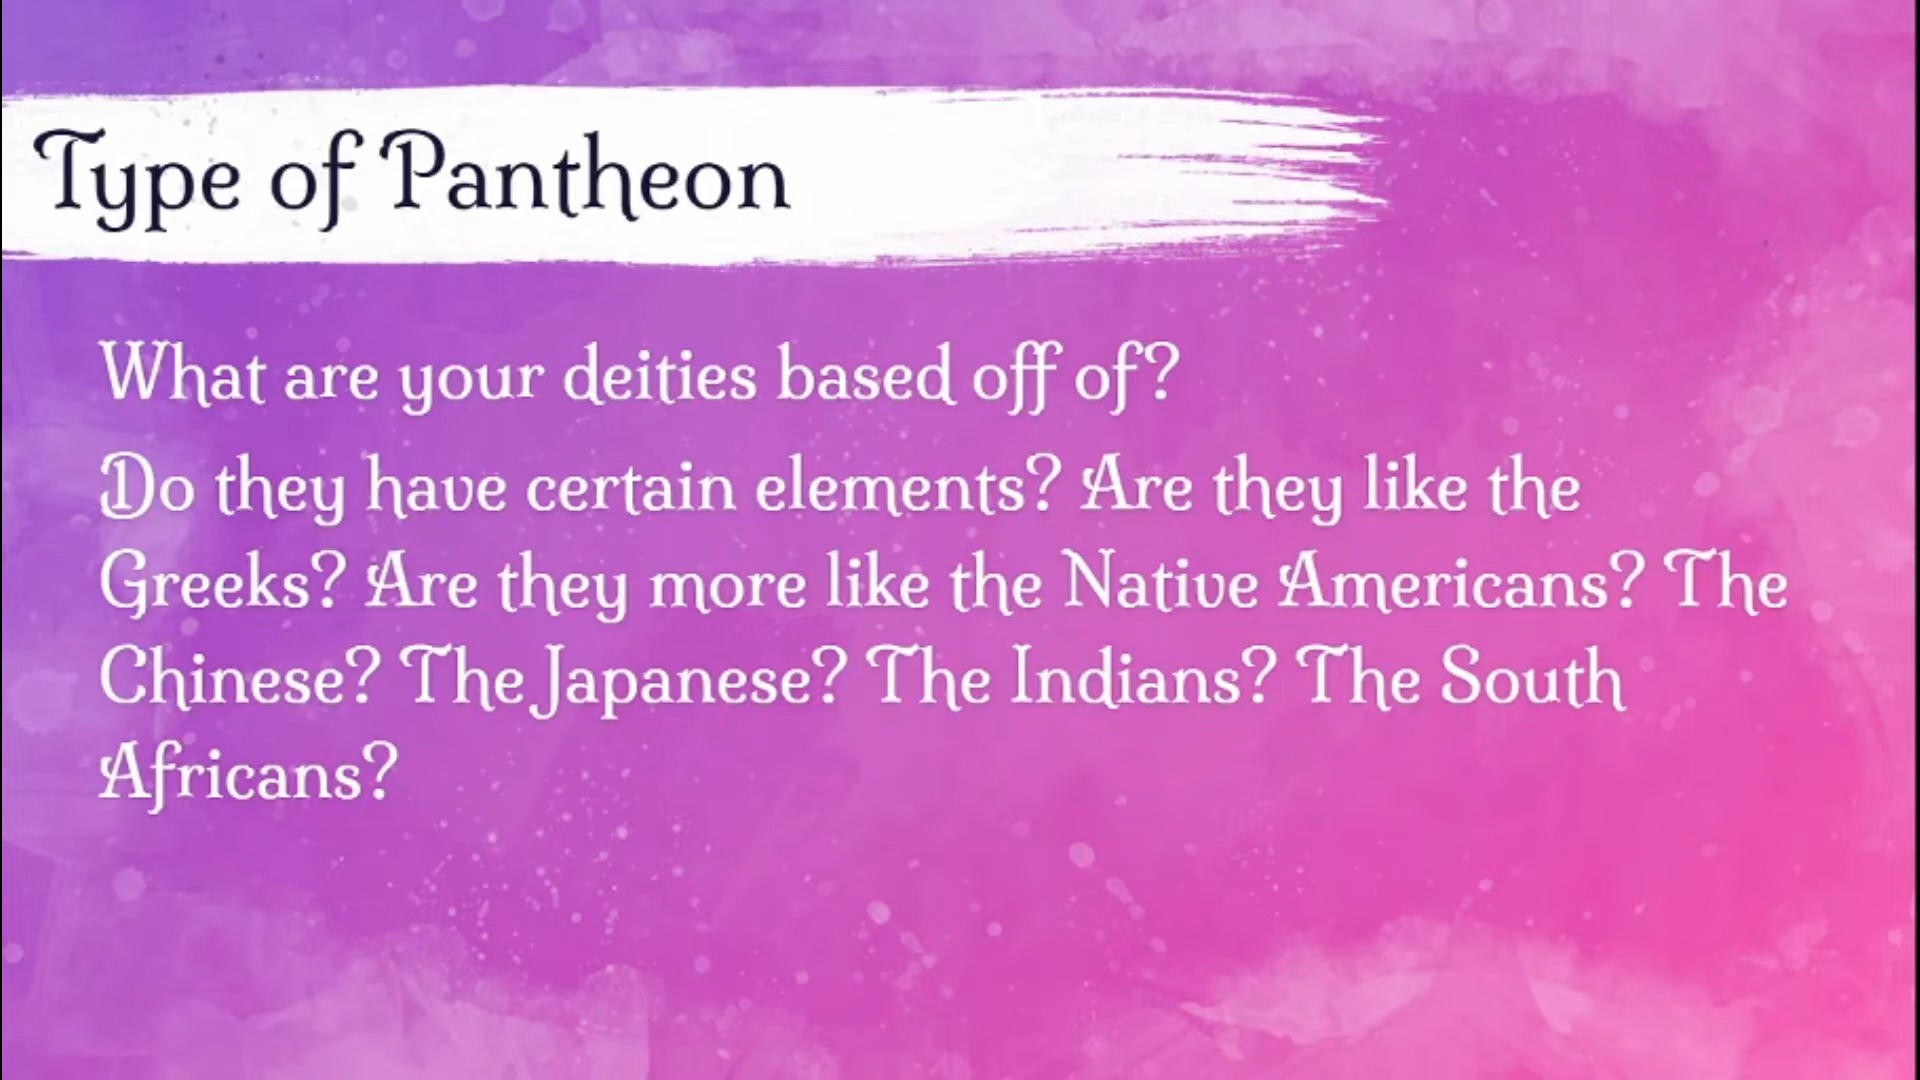 Type of Pantheon
What are your deities based off of?
Do they have certain elements? Are they like the
Greeks? Are they more like the Native Americans? The
Chinese? The Japanese? The Indians? The South
Africans?